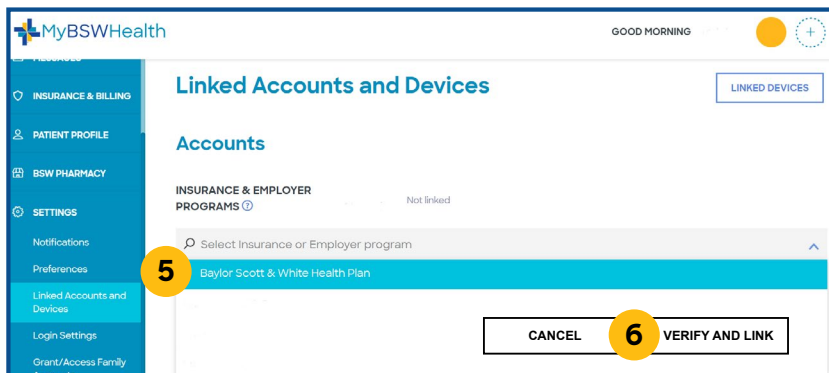 MyBSWHealth
GOOD MORNING
+
MESSAGES
INSURANCE & BILLING
PATIENT PROFILE
BSW PHARMACY
SETTINGS
Notifications
Preferences
Linked Accounts and
Devices
Login Settings
Grant/Access Family
Linked Accounts and Devices
LINKED DEVICES
Accounts
INSURANCE & EMPLOYER
PROGRAMS ?
Not linked
Select Insurance or Employer program
5 Baylor Scott & White Health Plan
CANCEL 6 VERIFY AND LINK